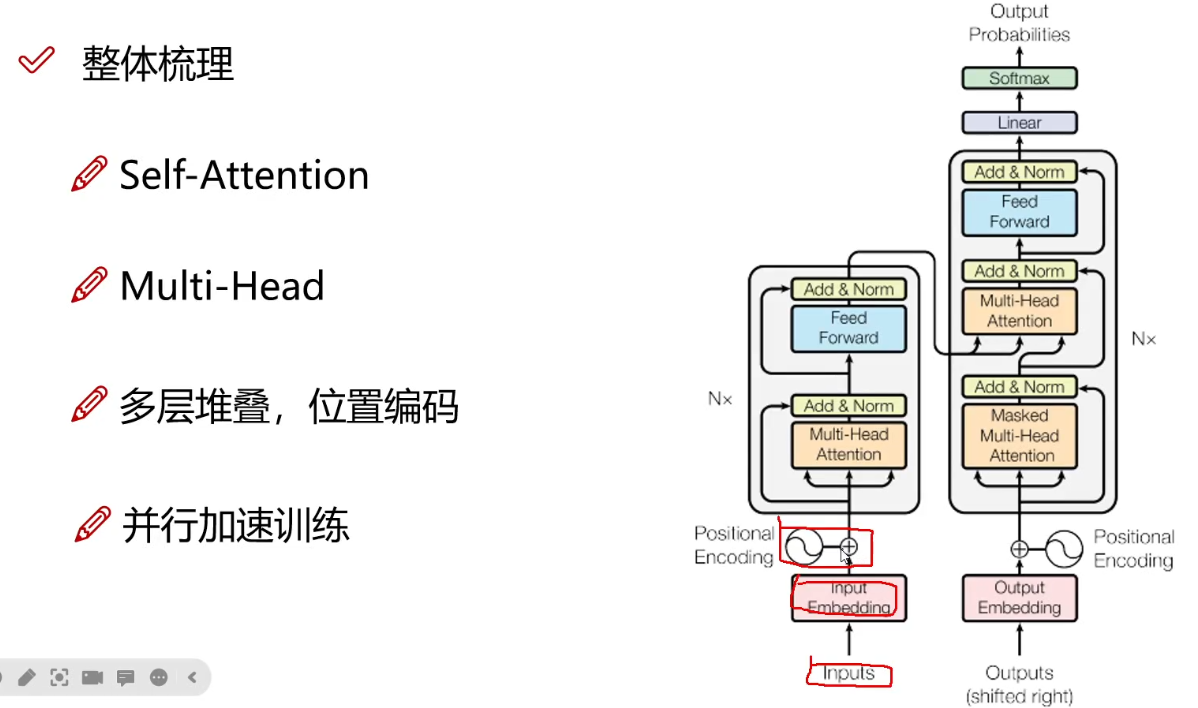 整体梳理
Self-Attention
Multi-Head
多层堆叠，位置编码
并行加速训练
Output
Probabilities
Softmax
Linear
Add & Norm
Feed
Forward
Add & Norm
Multi-Head
Attention
Nx
Add & Norm
Masked
Multi-Head
Attention
Positional
Encoding
Output
Embedding
Outputs
(shifted right)
Add & Norm
Feed
Forward
Nx
Add & Norm
Multi-Head
Attention
Positional
Encoding
Input
Embedding
Inputs